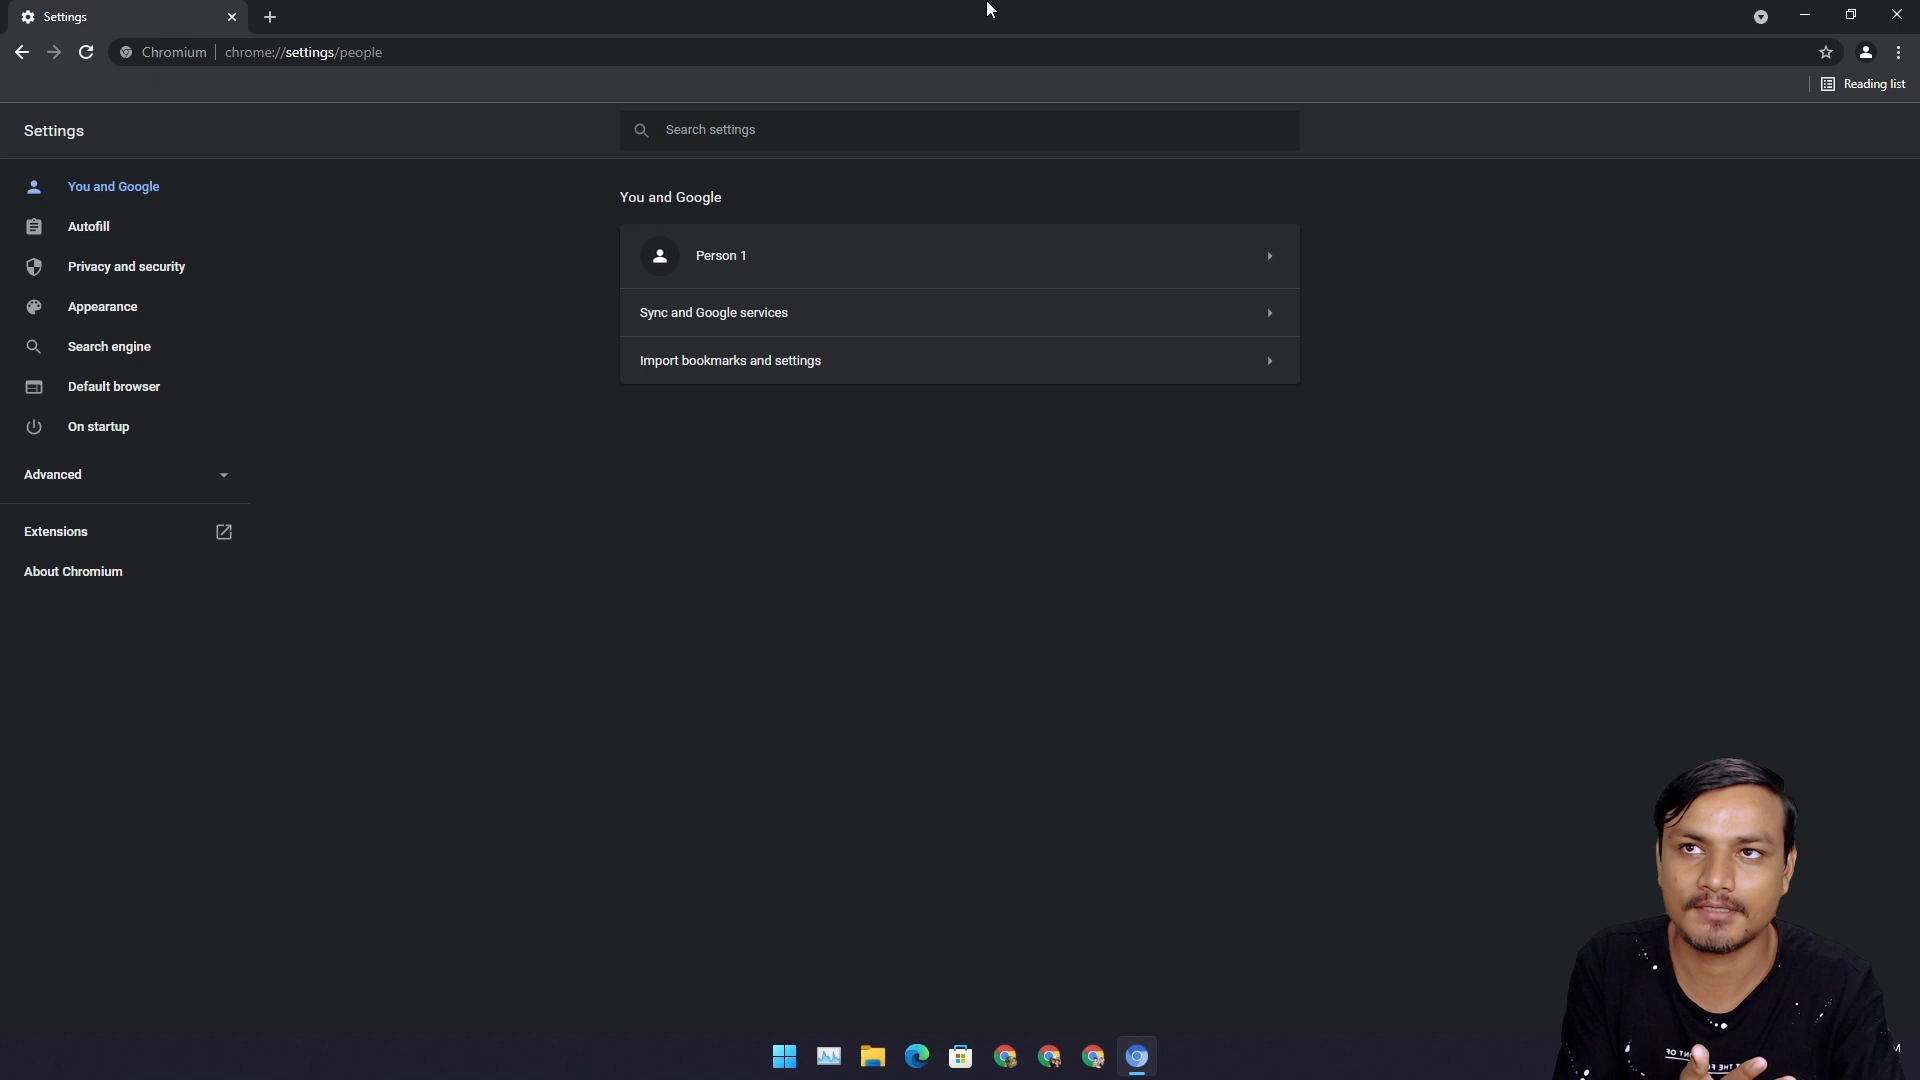 Settings
Chromium
chrome://settings/people
Reading list
Settings
Search settings
You and Google
Autofill
Privacy and security
Appearance
Search engine
Default browser
On startup
Advanced
Extensions
About Chromium
You and Google
Person 1
Sync and Google services
Import bookmarks and settings